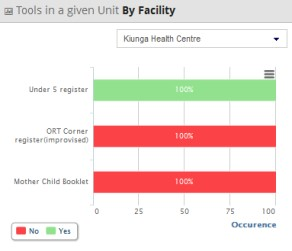 Tools in a given Unit By Facility
Kiunga Health Centre
Under 5 register
100%
ORT Corner
register(improvised)
100%
Mother Child Booklet
100%
0 25 50 75 100
No Yes
Occurence